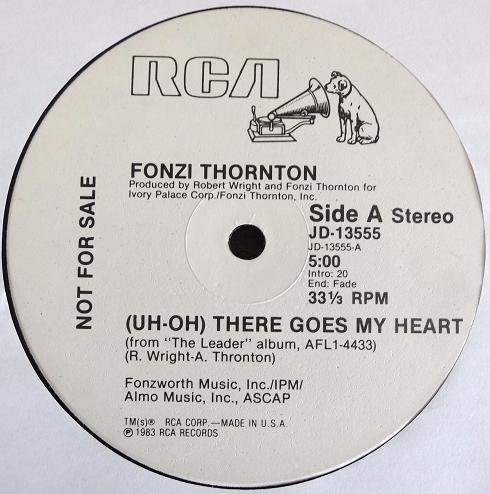 RCA
NOT FOR SALE
FONZI THORNTON
Produced by Robert Wright and Fonzi Thornton for
Ivory Palace Corp./Fonzi Thornton, Inc.
Side A Stereo
JD-13555
JD-13555-A
5:00
Intro: 20
End: Fade
33⅓ RPM
(UH-OH) THERE GOES MY HEART
(from "The Leader" album, AFL1-4433)
(R. Wright-A. Thronton)
Fonzworth Music, Inc./IPM/
Almo Music, Inc., ASCAP
TM(s)® RCA CORP.—MADE IN U.S.A.
℗ 1983 RCA RECORDS